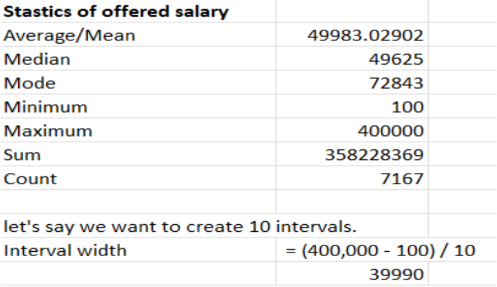 Stastics of offered salary
Average/Mean 49983.02902
Median 49625
Mode 72843
Minimum 100
Maximum 400000
Sum 358228369
Count 7167
let's say we want to create 10 intervals.
Interval width = (400,000 - 100) / 10
39990